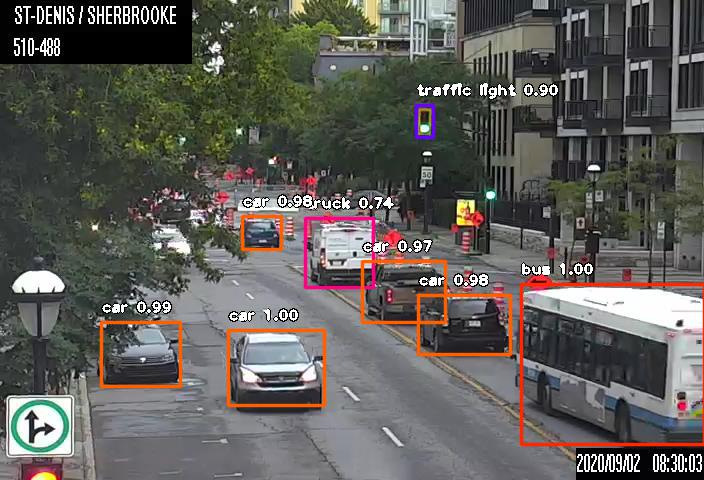 ST-DENIS / SHERBROOKE
510-488
traffic light 0.90
50
car 0.98
truck 0.74
car 0.97
car 0.98
bus 1.00
car 0.99
car 1.00
2020/09/02 08:30:03